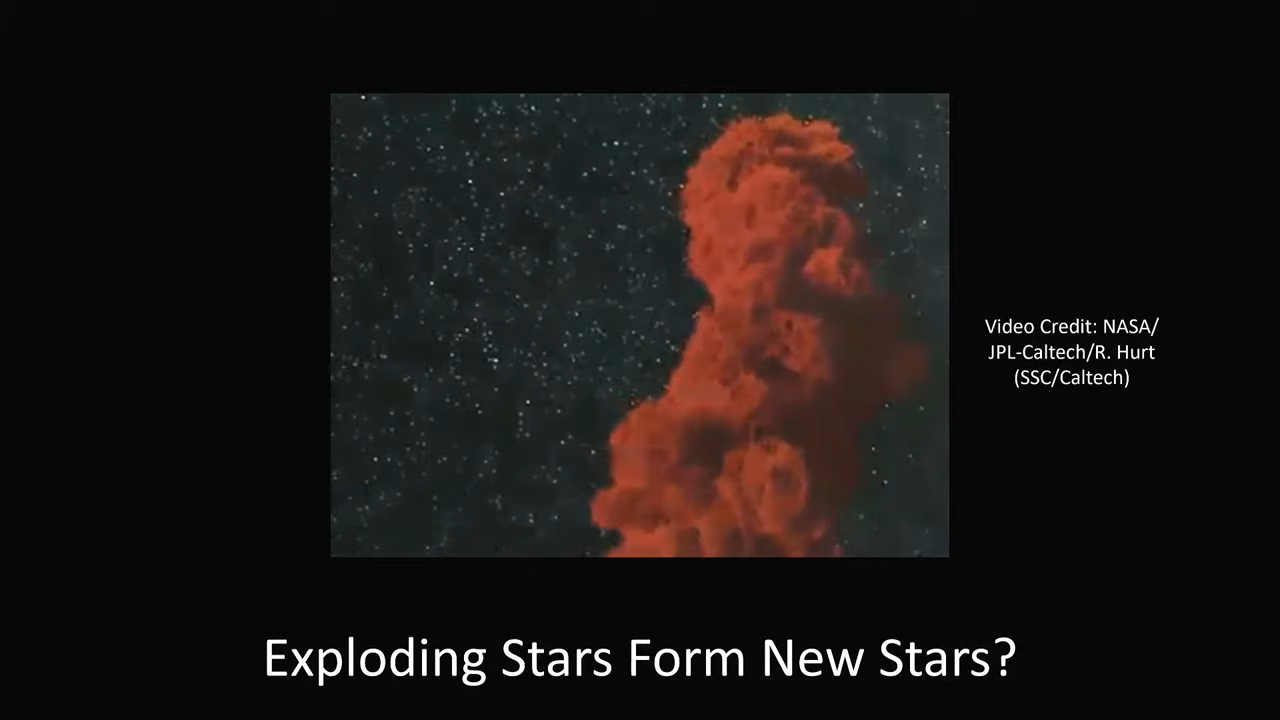 Video Credit: NASA/
JPL-Caltech/R. Hurt
(SSC/Caltech)
Exploding Stars Form New Stars?